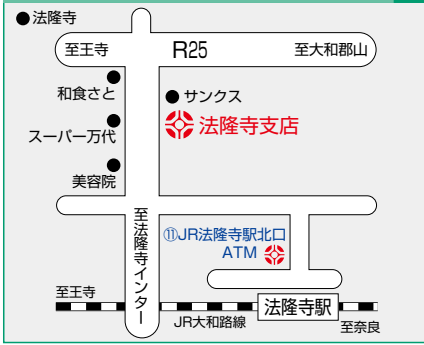 法隆寺
至王寺
R25
至大和郡山
和食さと
サンクス
法隆寺支店
スーパー万代
美容院
至法隆寺インター
⑪JR法隆寺駅北口
ATM
至王寺
法隆寺駅
JR大和路線
至奈良